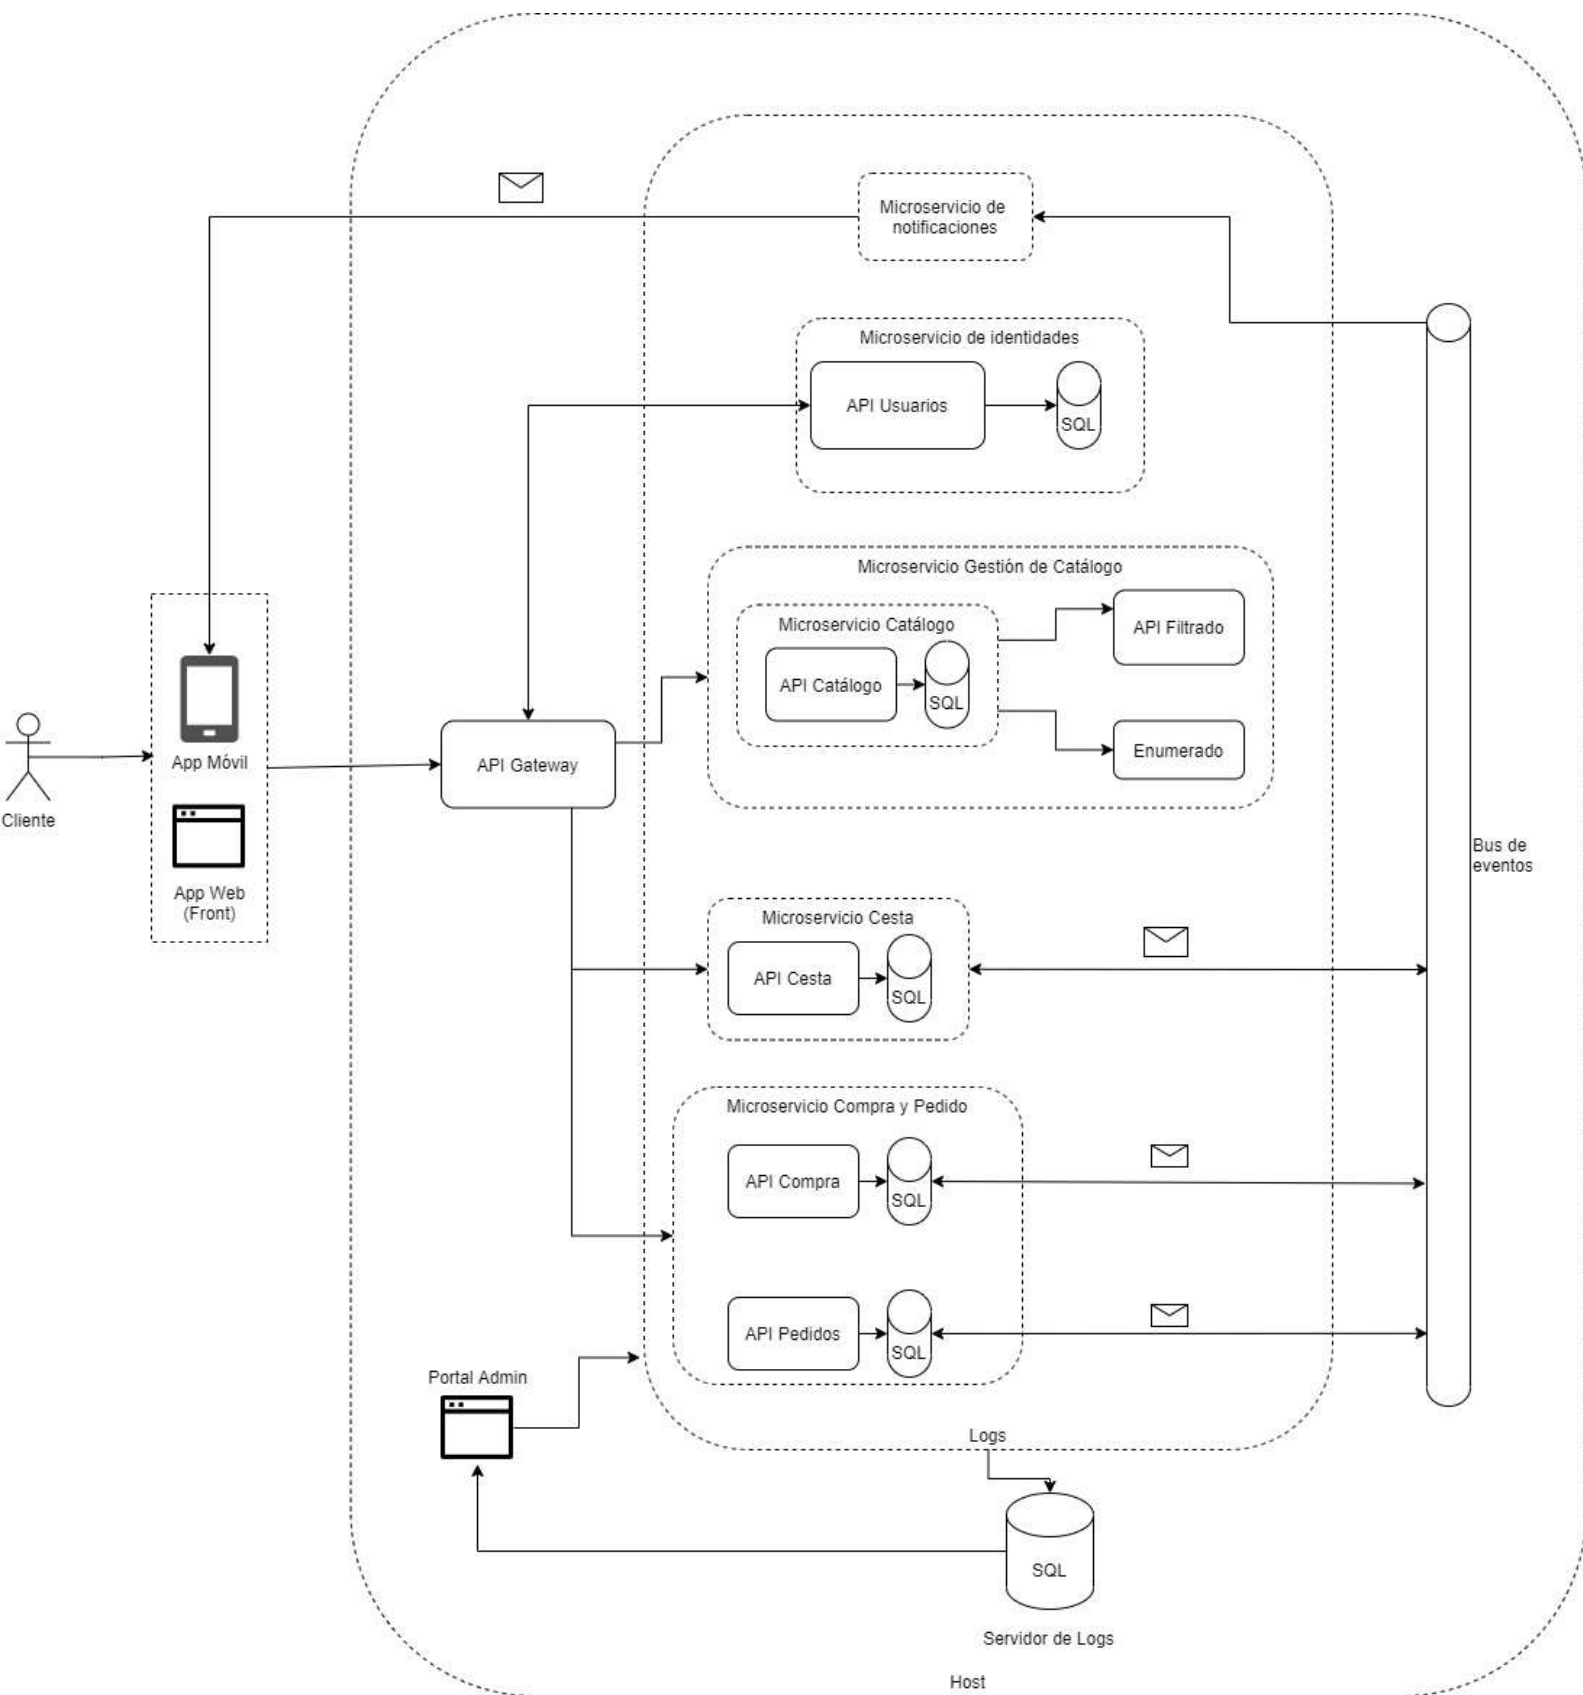 Microservicio de
notificaciones
Microservicio de identidades
API Usuarios
SQL
Microservicio Gestión de Catálogo
Microservicio Catálogo
API Catálogo
SQL
API Filtrado
Enumerado
App Móvil
App Web
(Front)
Cliente
API Gateway
Bus de
eventos
Microservicio Cesta
API Cesta
SQL
Microservicio Compra y Pedido
API Compra
SQL
API Pedidos
SQL
Portal Admin
Logs
SQL
Servidor de Logs
Host